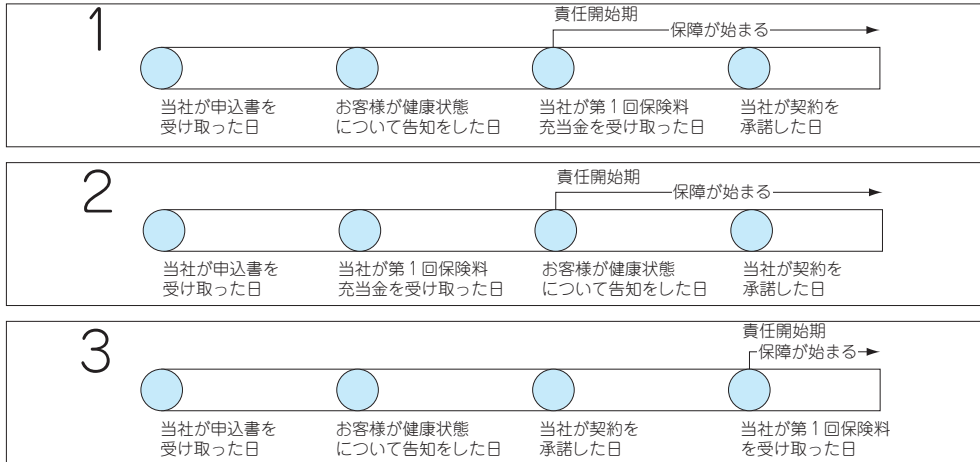 1
責任開始期
保障が始まる
当社が申込書を
受け取った日
お客様が健康状態
について告知をした日
当社が第1回保険料
充当金を受け取った日
当社が契約を
承諾した日
2
責任開始期
保障が始まる
当社が申込書を
受け取った日
当社が第1回保険料
充当金を受け取った日
お客様が健康状態
について告知をした日
当社が契約を
承諾した日
3
責任開始期
保障が始まる
当社が申込書を
受け取った日
お客様が健康状態
について告知をした日
当社が契約を
承諾した日
当社が第1回保険料
を受け取った日